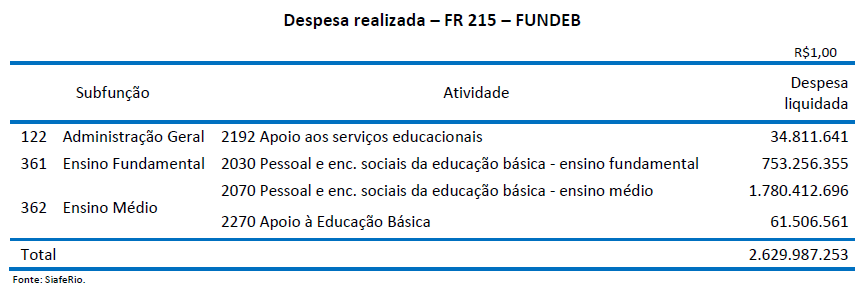 Despesa realizada – FR 215 – FUNDEB
R$1,00
Subfunção Atividade Despesa liquidada
122 Administração Geral 2192 Apoio aos serviços educacionais 34.811.641
361 Ensino Fundamental 2030 Pessoal e enc. sociais da educação básica - ensino fundamental 753.256.355
362 Ensino Médio 2070 Pessoal e enc. sociais da educação básica - ensino médio 1.780.412.696
2270 Apoio à Educação Básica 61.506.561
Total 2.629.987.253
Fonte: SiafeRio.